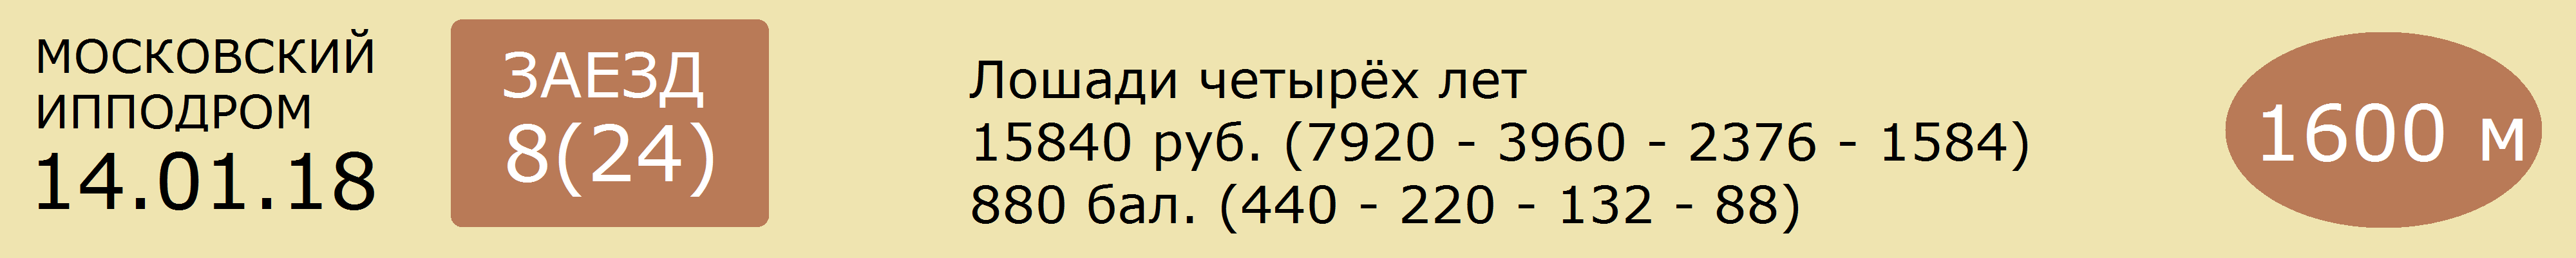 МОСКОВСКИЙ
ИППОДРОМ
14.01.18
ЗАЕЗД
8(24)
Лошади четырёх лет
15840 руб. (7920 - 3960 - 2376 - 1584)
880 бал. (440 - 220 - 132 - 88)
1600 м